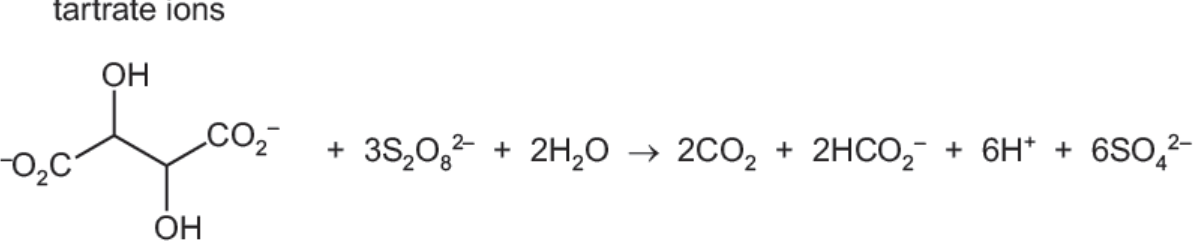 tartrate ions
OH
⁻O₂C CO₂⁻ + 3S₂O₈²⁻ + 2H₂O → 2CO₂ + 2HCO₂⁻ + 6H⁺ + 6SO₄²⁻
OH